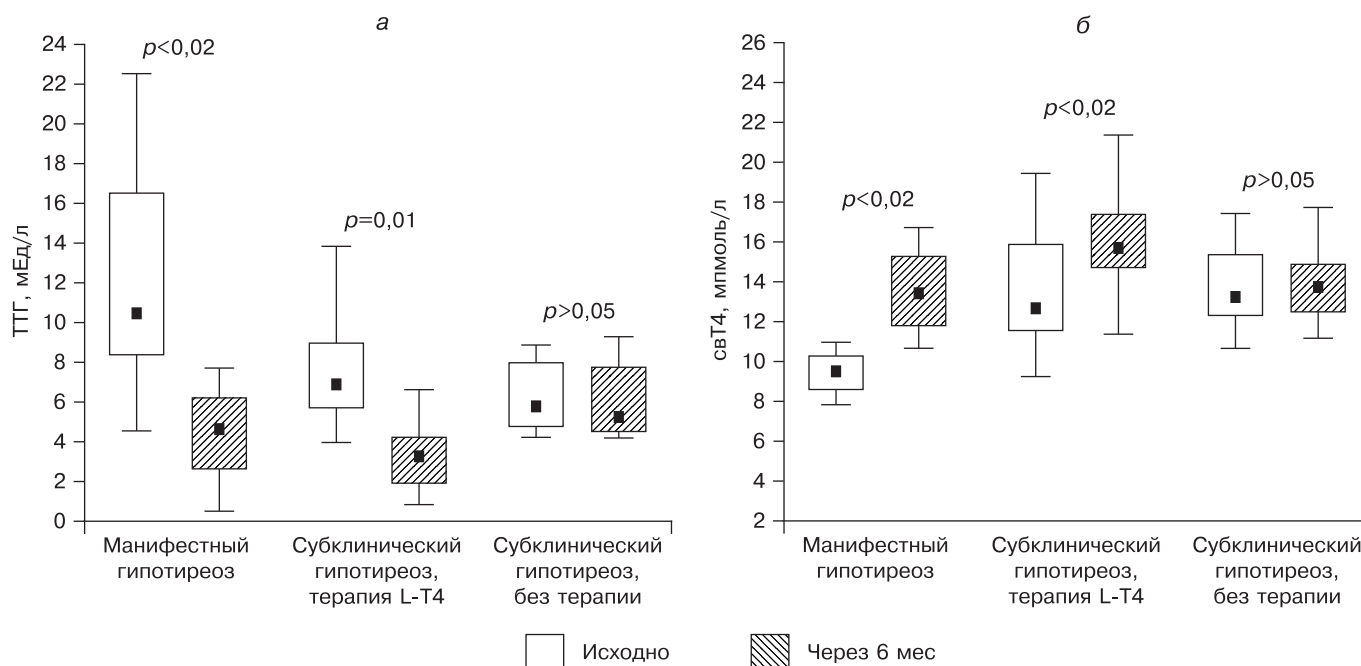 а
ТТГ, мЕд/л
24
22
20
18
16
14
12
10
8
6
4
2
0
p<0,02
p=0,01
p>0,05
Манифестный
гипотиреоз
Субклинический
гипотиреоз,
терапия L-T4
Субклинический
гипотиреоз,
без терапии
б
свТ4, мпмоль/л
26
24
22
20
18
16
14
12
10
8
6
4
2
p<0,02
p<0,02
p>0,05
Манифестный
гипотиреоз
Субклинический
гипотиреоз,
терапия L-T4
Субклинический
гипотиреоз,
без терапии
Исходно
Через 6 мес